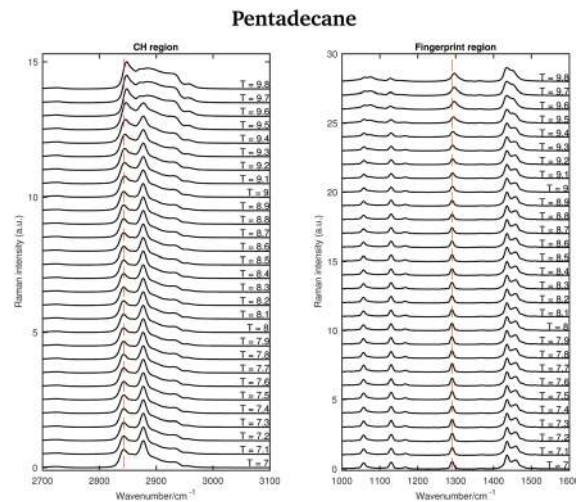 Pentadecane
CH region
15
10
5
0
Raman intensity (a.u.)
T = 9.8
T = 9.7
T = 9.6
T = 9.5
T = 9.4
T = 9.3
T = 9.2
T = 9.1
T = 9
T = 8.9
T = 8.8
T = 8.7
T = 8.6
T = 8.5
T = 8.4
T = 8.3
T = 8.2
T = 8.1
T = 8
T = 7.9
T = 7.8
T = 7.7
T = 7.6
T = 7.5
T = 7.4
T = 7.3
T = 7.2
T = 7.1
T = 7
2700 2800 2900 3000 3100
Wavenumber/cm⁻¹
Fingerprint region
30
25
20
15
10
5
0
Raman intensity (a.u.)
T = 9.8
T = 9.7
T = 9.6
T = 9.5
T = 9.4
T = 9.3
T = 9.2
T = 9.1
T = 9
T = 8.9
T = 8.8
T = 8.7
T = 8.6
T = 8.5
T = 8.4
T = 8.3
T = 8.2
T = 8.1
T = 8
T = 7.9
T = 7.8
T = 7.7
T = 7.6
T = 7.5
T = 7.4
T = 7.3
T = 7.2
T = 7.1
T = 7
1000 1100 1200 1300 1400 1500 1600
Wavenumber/cm⁻¹